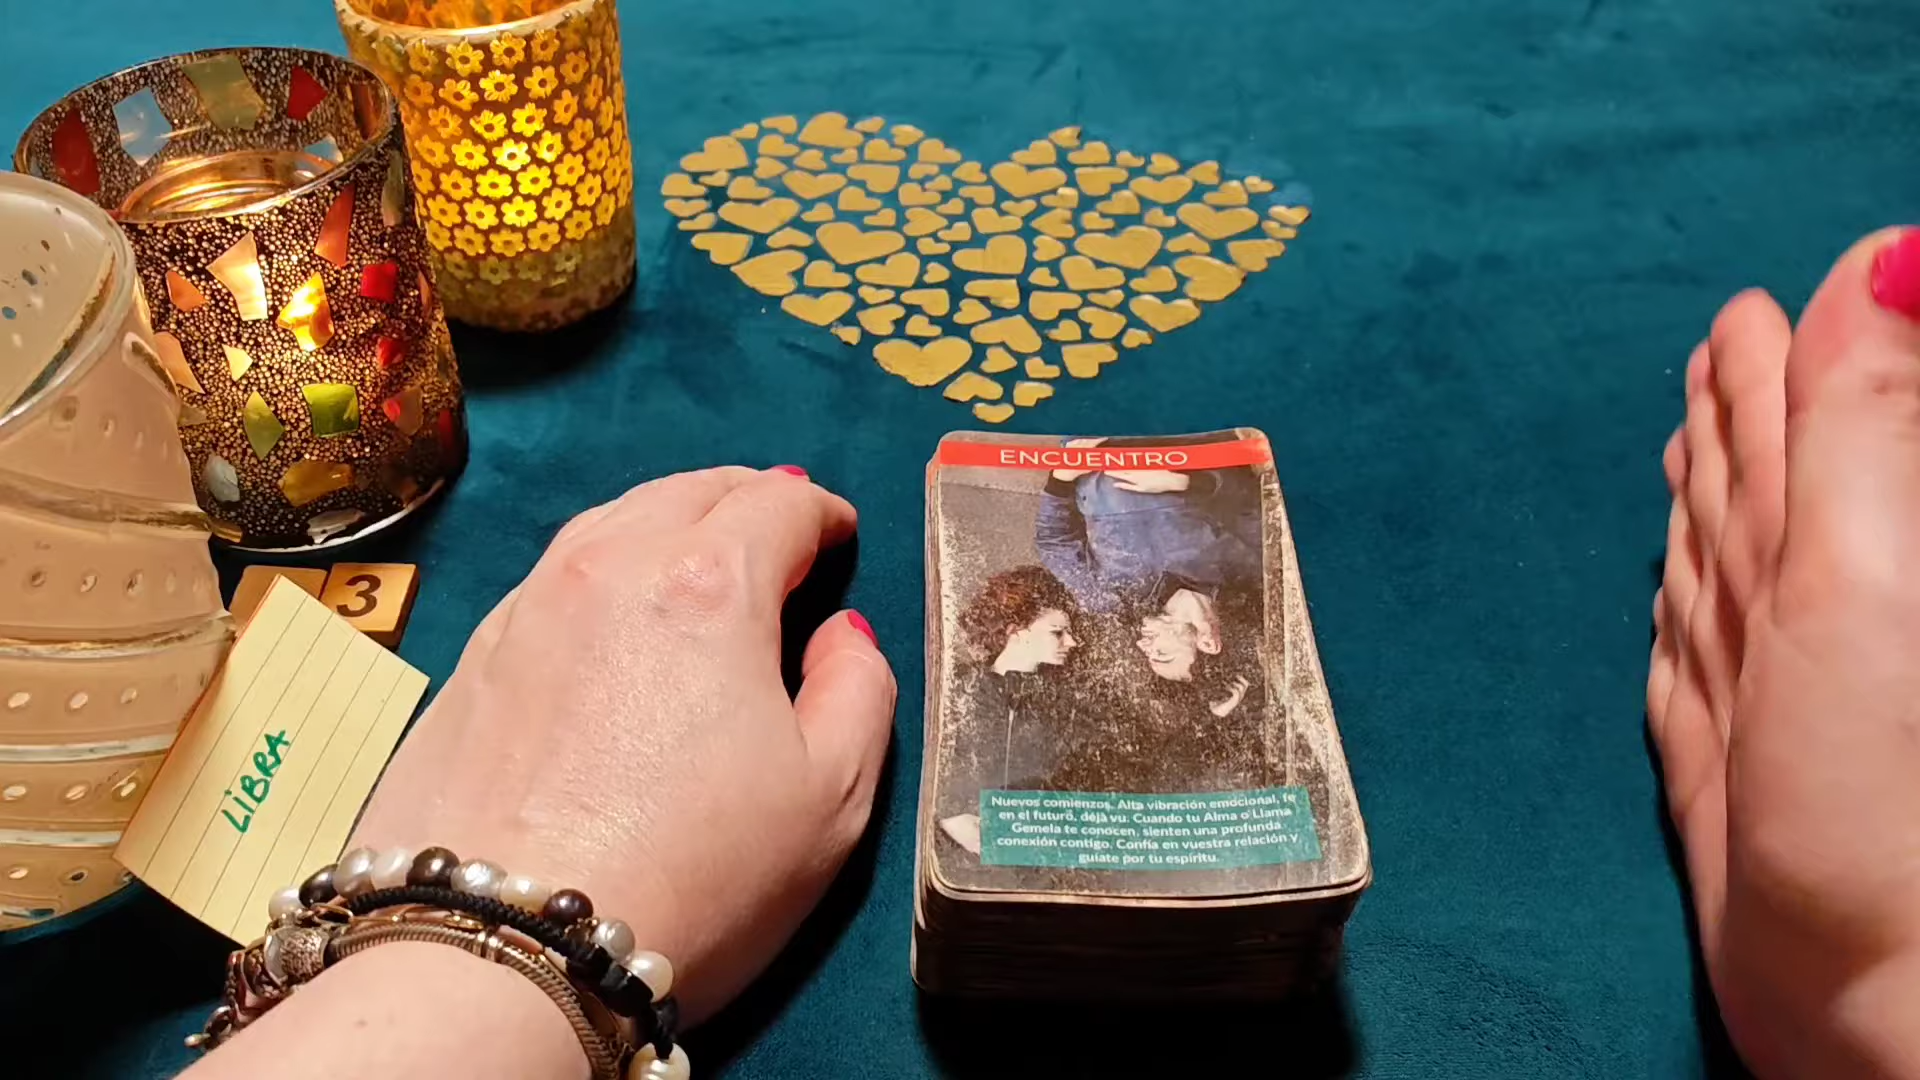 ENCUENTRO
3
LiBRA
Nuevos comienzos. Alta vibración emocional, fe
en el futuro, déjà vu. Cuando tu Alma o Llama
Gemela te conocen, sienten una profunda
conexión contigo. Confía en vuestra relación y
guíate por tu espíritu.